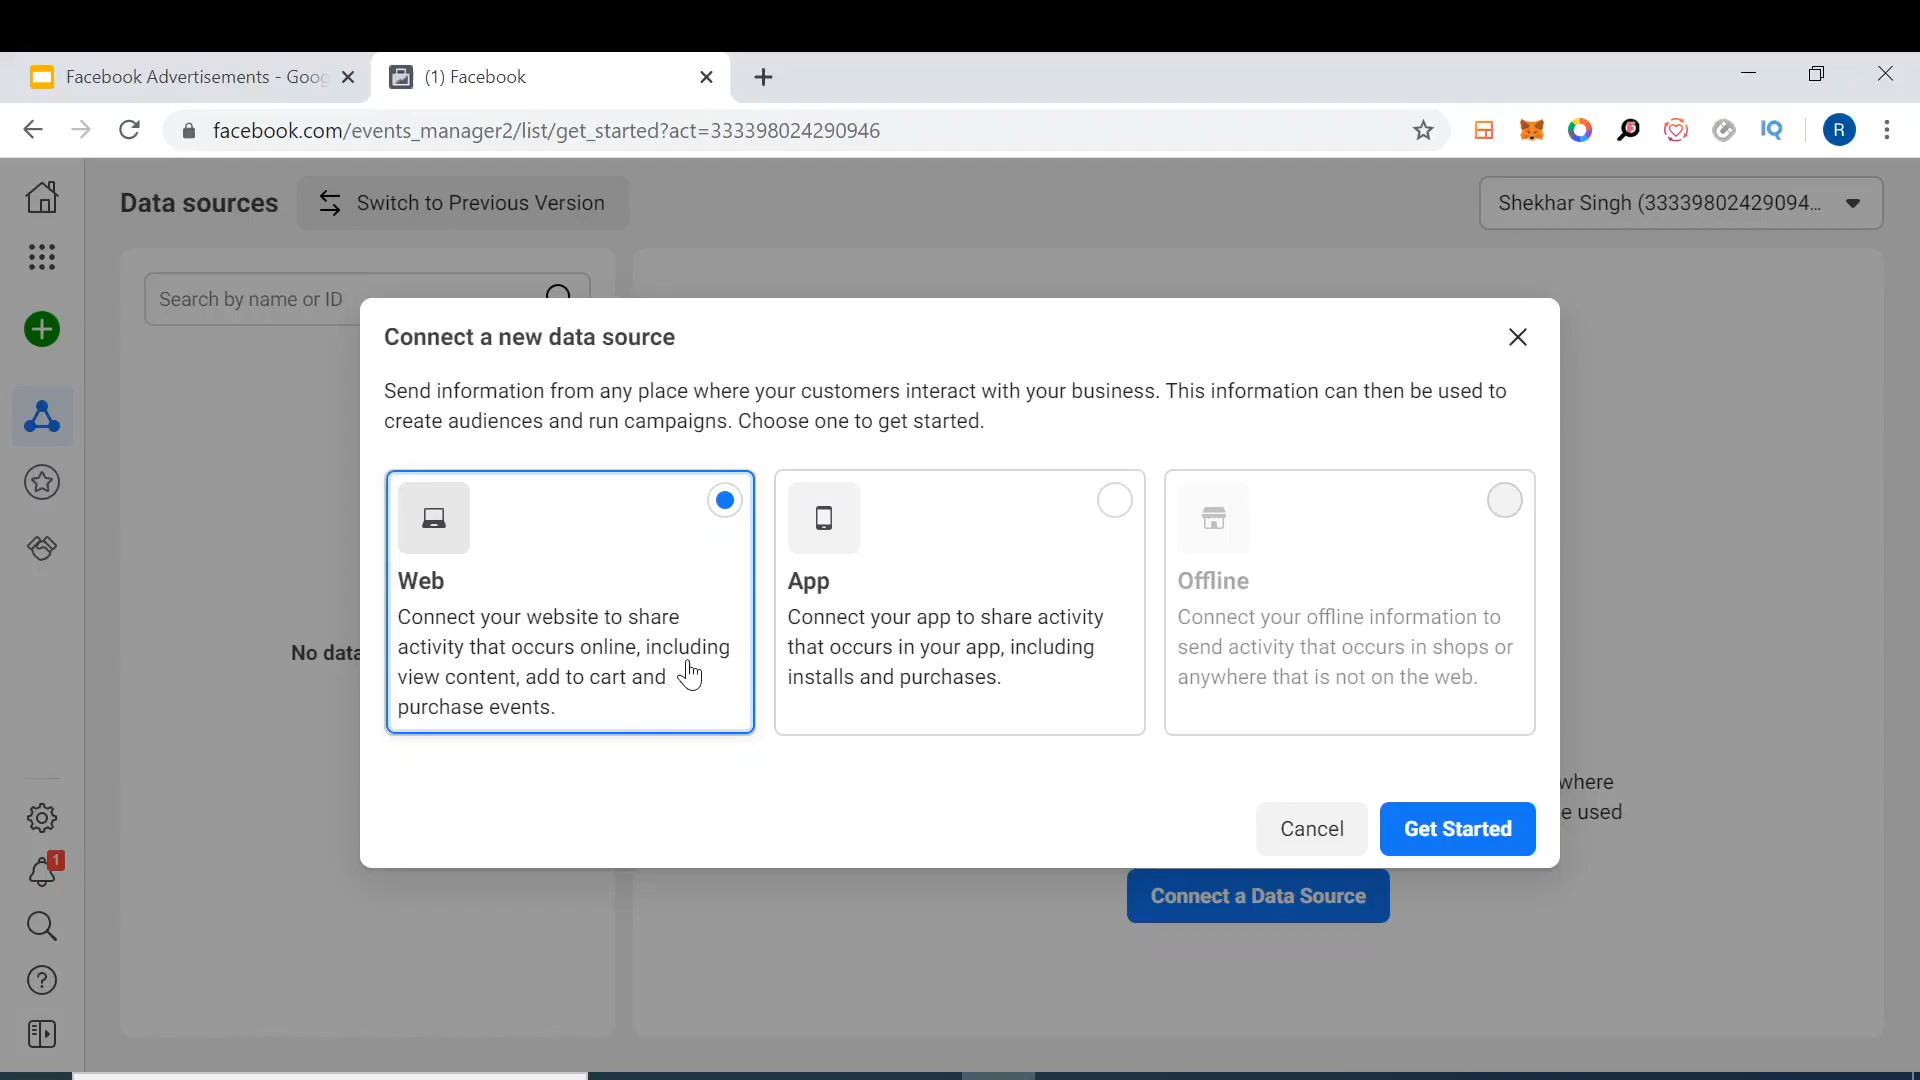 Facebook Advertisements - Goog
(1) Facebook
facebook.com/events_manager2/list/get_started?act=333398024290946
IQ
R
Data sources
Switch to Previous Version
Shekhar Singh (33339802429094...
Search by name or ID
Connect a new data source
Send information from any place where your customers interact with your business. This information can then be used to
create audiences and run campaigns. Choose one to get started.
Web
Connect your website to share
activity that occurs online, including
view content, add to cart and
purchase events.
App
Connect your app to share activity
that occurs in your app, including
installs and purchases.
Offline
Connect your offline information to
send activity that occurs in shops or
anywhere that is not on the web.
No data
where
e used
Cancel
Get Started
1
Connect a Data Source